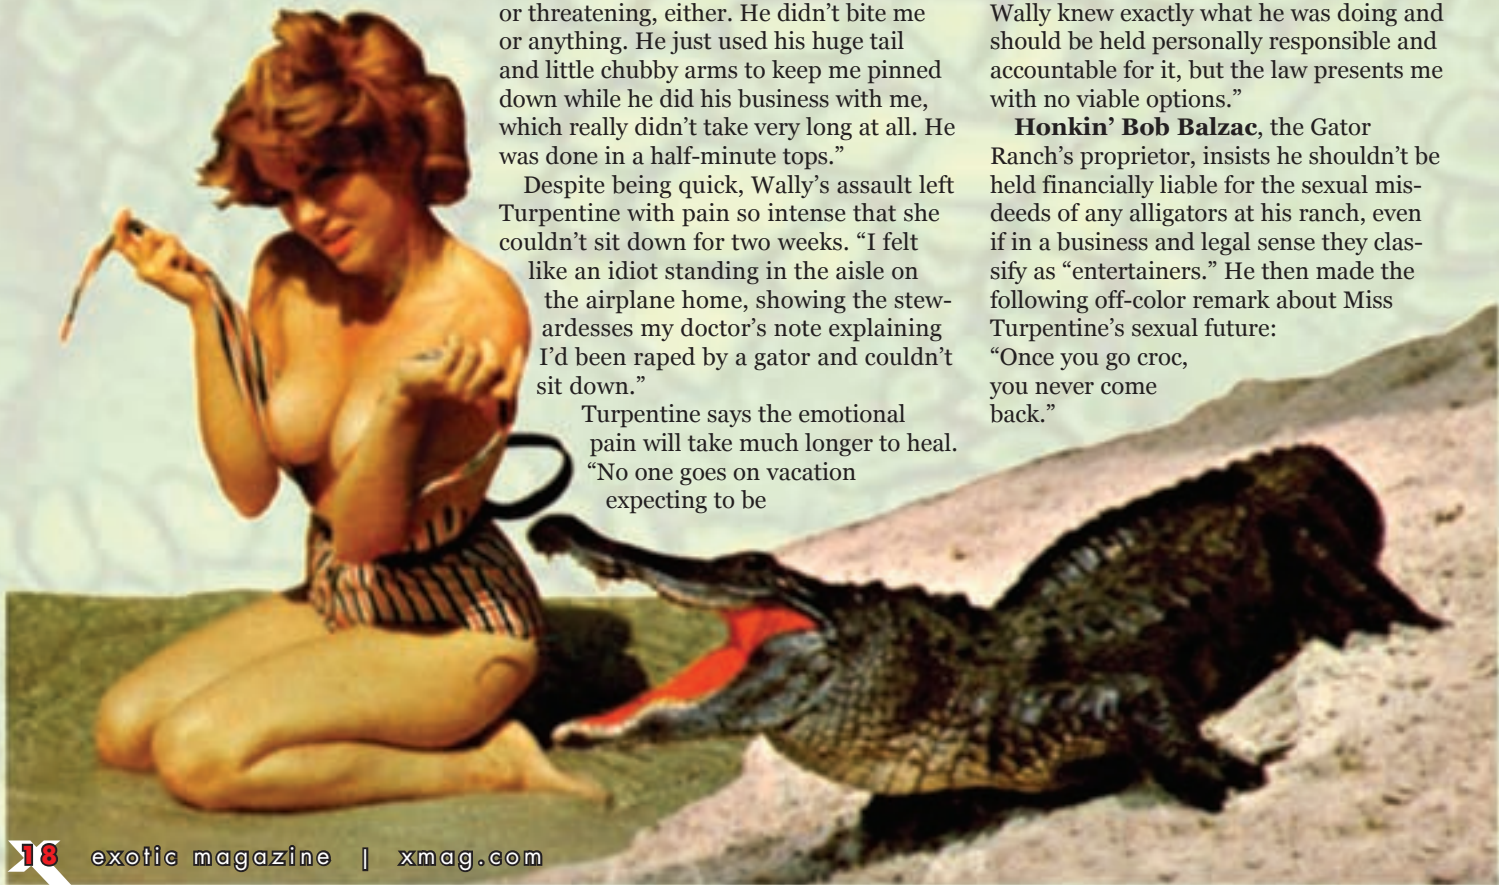 or threatening, either. He didn’t bite me
or anything. He just used his huge tail
and little chubby arms to keep me pinned
down while he did his business with me,
which really didn’t take very long at all. He
was done in a half-minute tops.”
Despite being quick, Wally’s assault left
Turpentine with pain so intense that she
couldn’t sit down for two weeks. “I felt
like an idiot standing in the aisle on
the airplane home, showing the stew-
ardesses my doctor’s note explaining
I’d been raped by a gator and couldn’t
sit down.”
Turpentine says the emotional
pain will take much longer to heal.
“No one goes on vacation
expecting to be
Wally knew exactly what he was doing and
should be held personally responsible and
accountable for it, but the law presents me
with no viable options.”
Honkin’ Bob Balzac, the Gator
Ranch’s proprietor, insists he shouldn’t be
held financially liable for the sexual mis-
deeds of any alligators at his ranch, even
if in a business and legal sense they clas-
sify as “entertainers.” He then made the
following off-color remark about Miss
Turpentine’s sexual future:
“Once you go croc,
you never come
back.”
18 exotic magazine | xmag.com